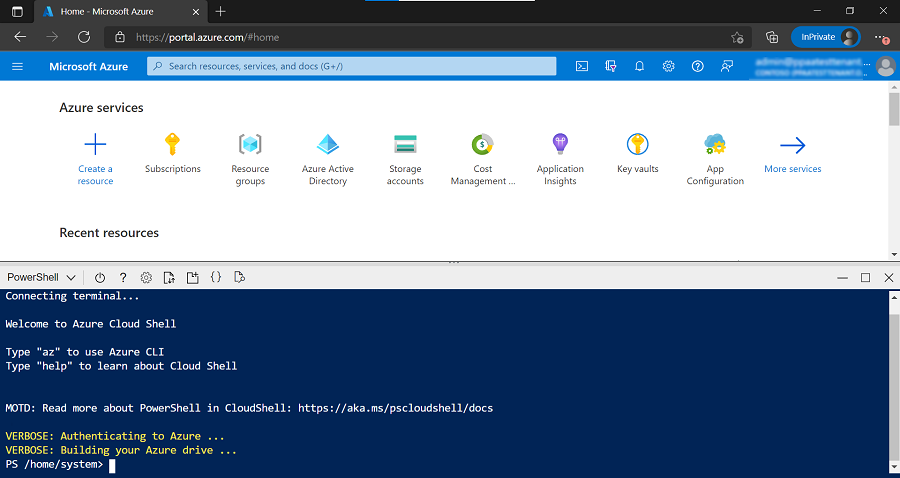 Home - Microsoft Azure
https://portal.azure.com/#home
InPrivate
Microsoft Azure
Search resources, services, and docs (G+/)
Azure services
Create a
resource
Subscriptions
Resource
groups
Azure Active
Directory
Storage
accounts
Cost
Management ...
Application
Insights
Key vaults
App
Configuration
More services
Recent resources
PowerShell
Connecting terminal...
Welcome to Azure Cloud Shell
Type "az" to use Azure CLI
Type "help" to learn about Cloud Shell
MOTD: Read more about PowerShell in CloudShell: https://aka.ms/pscloudshell/docs
VERBOSE: Authenticating to Azure ...
VERBOSE: Building your Azure drive ...
PS /home/system>